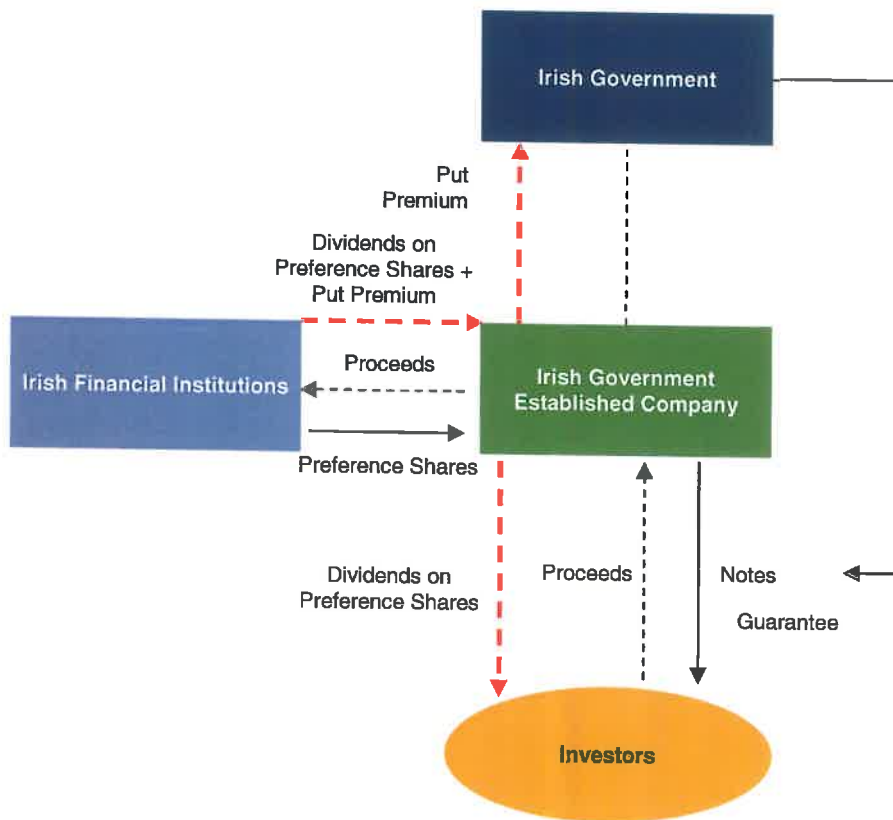 Irish Government
Put
Premium
Dividends on
Preference Shares +
Put Premium
Irish Financial Institutions
Proceeds
Irish Government
Established Company
Preference Shares
Dividends on
Preference Shares
Proceeds
Notes
Guarantee
Investors